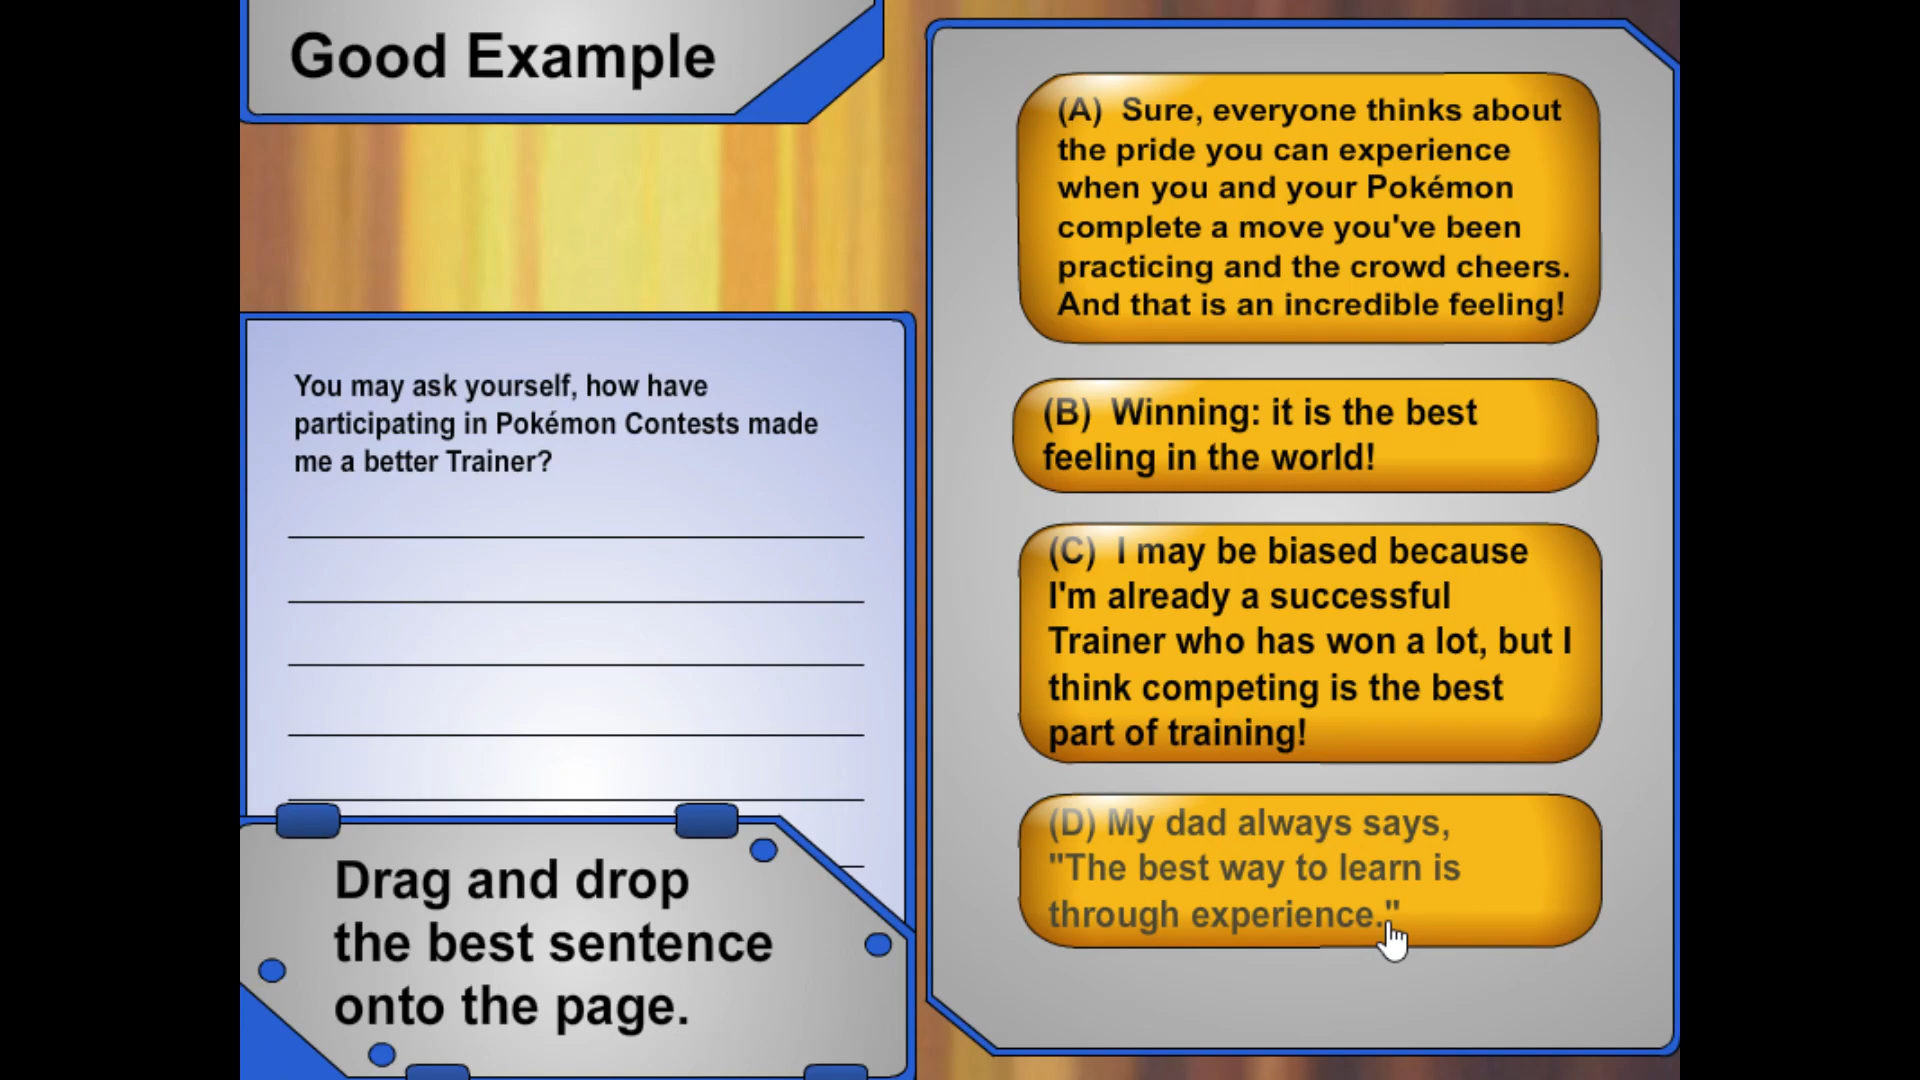 Good Example
You may ask yourself, how have
participating in Pokémon Contests made
me a better Trainer?
Drag and drop
the best sentence
onto the page.
(A) Sure, everyone thinks about
the pride you can experience
when you and your Pokémon
complete a move you've been
practicing and the crowd cheers.
And that is an incredible feeling!
(B) Winning: it is the best
feeling in the world!
(C) I may be biased because
I'm already a successful
Trainer who has won a lot, but I
think competing is the best
part of training!
(D) My dad always says,
"The best way to learn is
through experience."